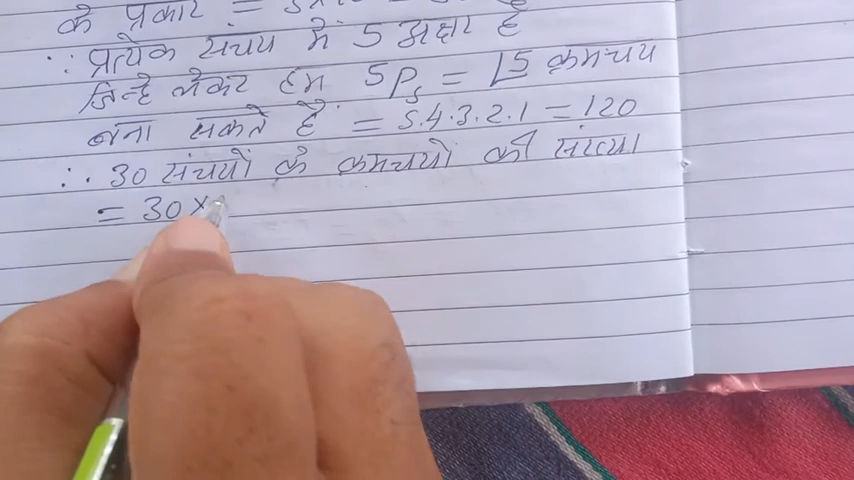 के प्रकार =
∵ प्रत्येक संचय में 5 अक्षर है
जिन्हे लेकर हम 5P5 = |5 क्रमचय
बना सकते है = 5.4.3.2.1 = 120
∴ 30 संचयों के क्रमचयों की संख्या
= 30×